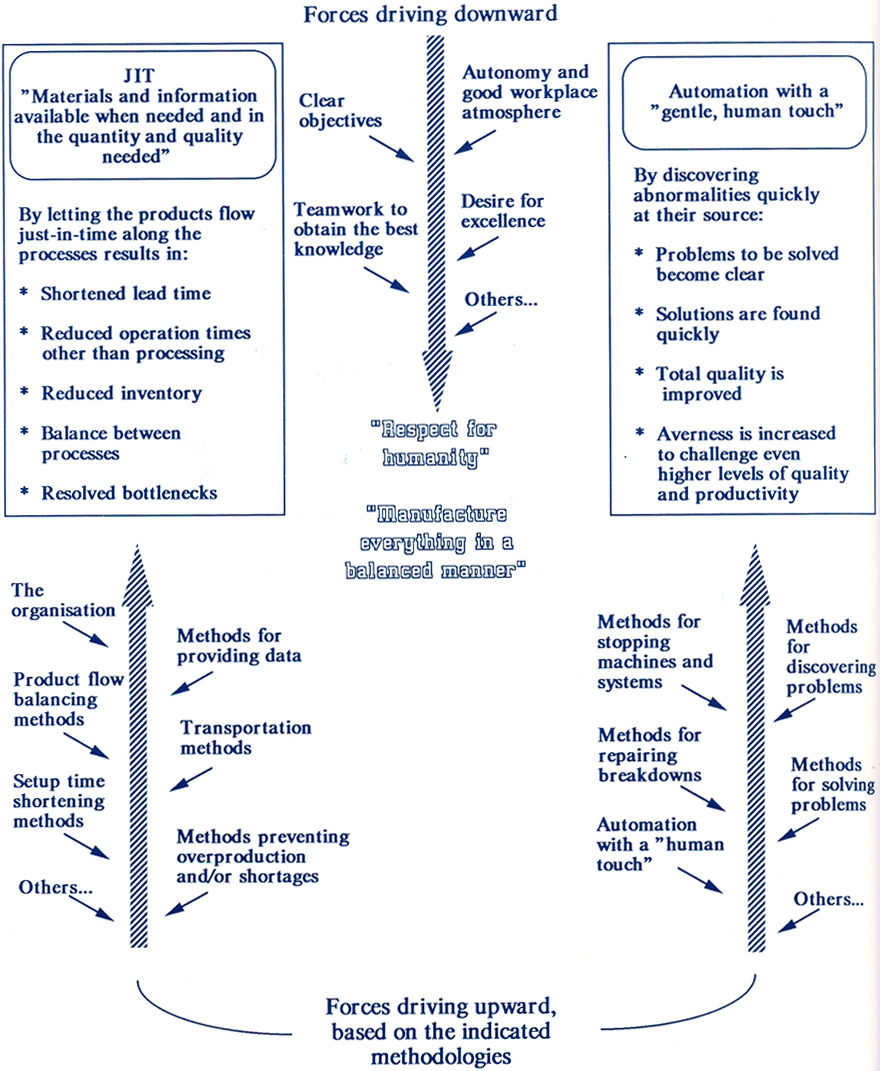 Forces driving downward
JIT
"Materials and information
available when needed and in
the quantity and quality
needed"
By letting the products flow
just-in-time along the
processes results in:
* Shortened lead time
* Reduced operation times
other than processing
* Reduced inventory
* Balance between
processes
* Resolved bottlenecks
Clear
objectives
Autonomy and
good workplace
atmosphere
Teamwork to
obtain the best
knowledge
Desire for
excellence
Others...
"Respect for
humanity"
"Manufacture
everything in a
balanced manner"
Automation with a
"gentle, human touch"
By discovering
abnormalities quickly
at their source:
* Problems to be solved
become clear
* Solutions are found
quickly
* Total quality is
improved
* Averness is increased
to challenge even
higher levels of quality
and productivity
The
organisation
Methods for
providing data
Product flow
balancing
methods
Transportation
methods
Setup time
shortening
methods
Methods preventing
overproduction
and/or shortages
Others...
Methods for
stopping
machines and
systems
Methods
for
discovering
problems
Methods for
repairing
breakdowns
Methods
for solving
problems
Automation
with a "human
touch"
Others...
Forces driving upward,
based on the indicated
methodologies